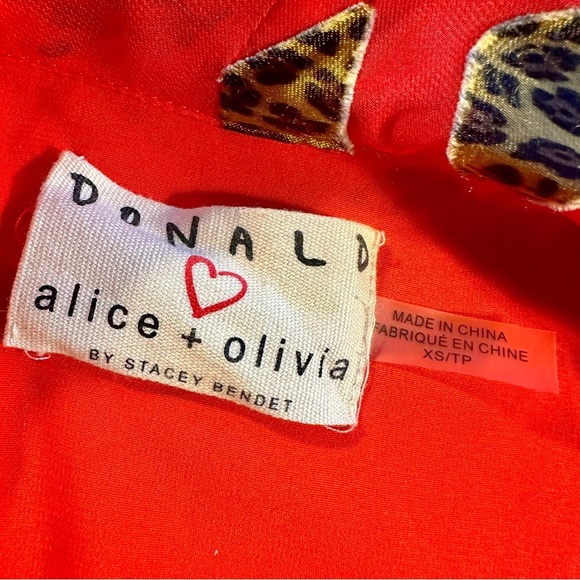 DONALD
alice + olivia
BY STACEY BENDET
MADE IN CHINA
FABRIQUÉ EN CHINE
XS/TP